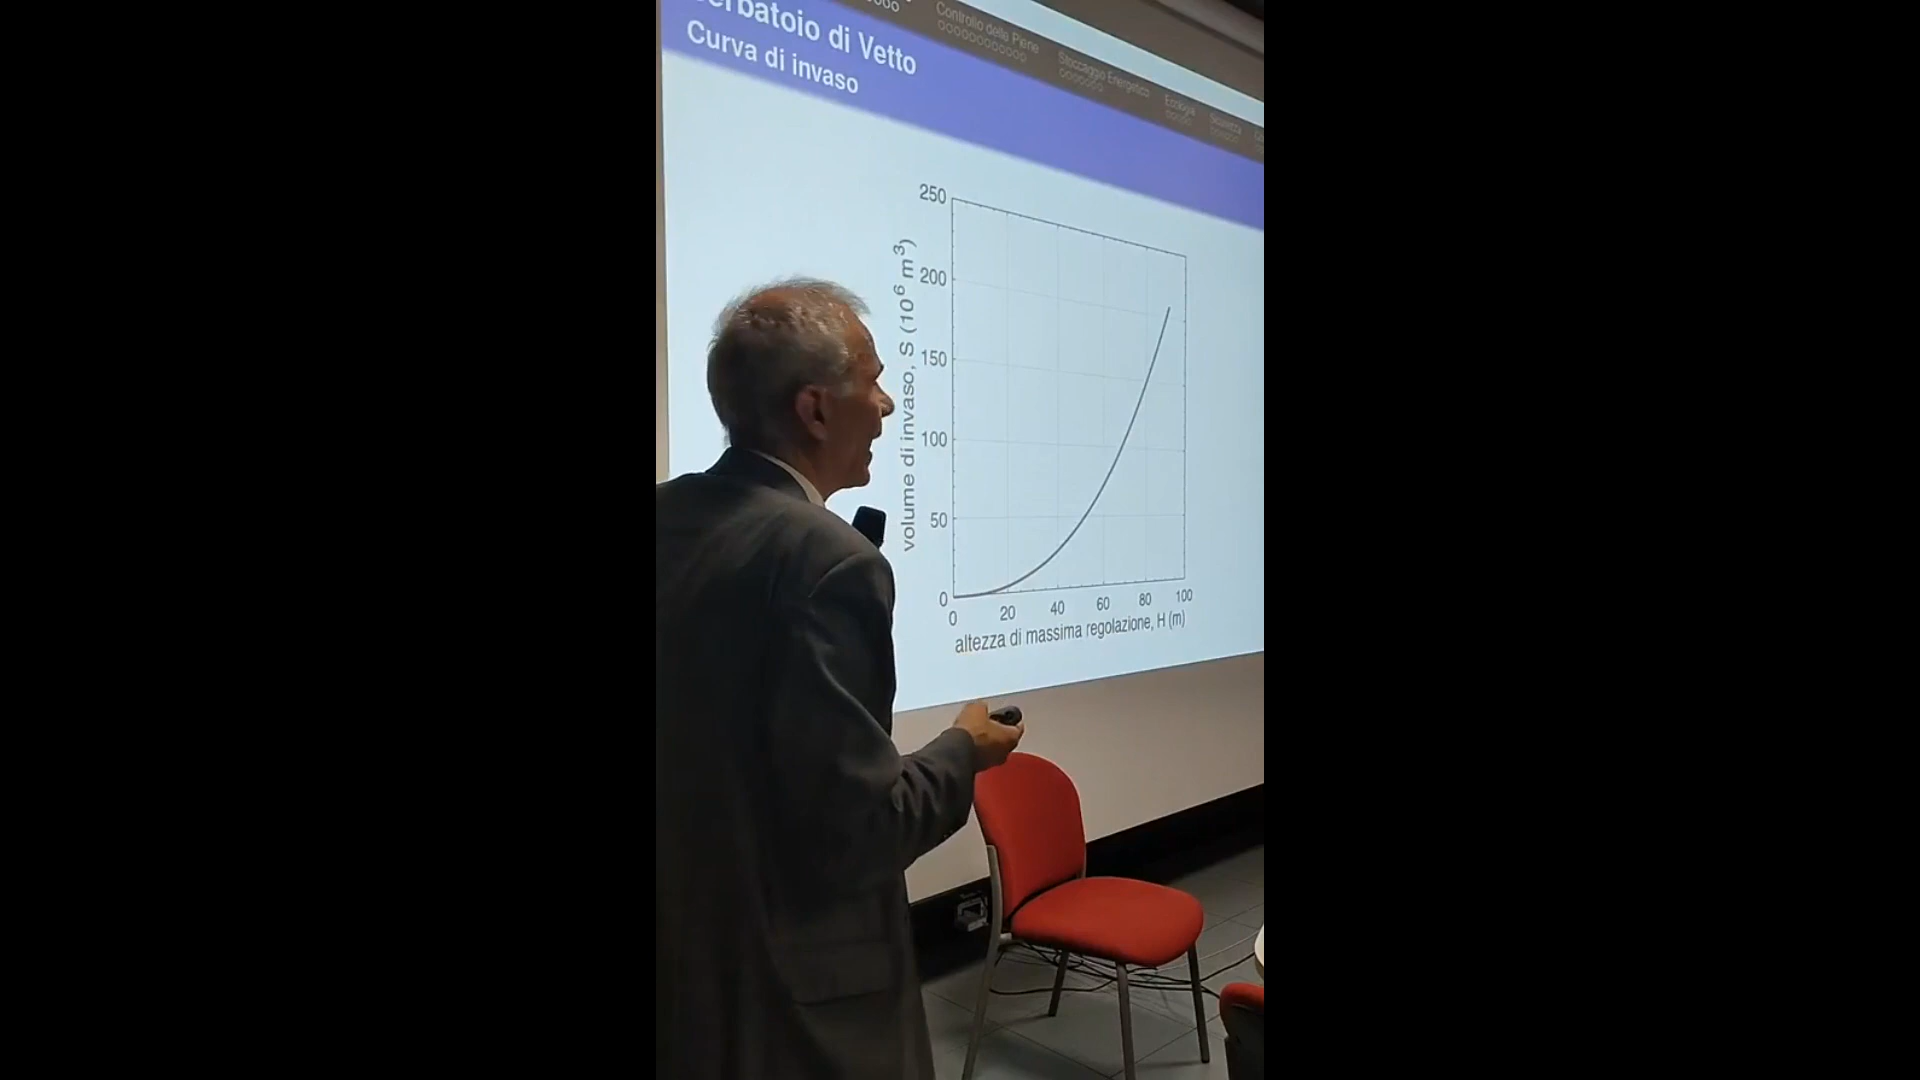 Controllo delle Piene
Stoccaggio Energetico
Ecologia
Sicurezza
di Vetto
Curva di invaso
250
200
150
100
50
0
volume di invaso, S (10⁶ m³)
0 20 40 60 80 100
altezza di massima regolazione, H (m)